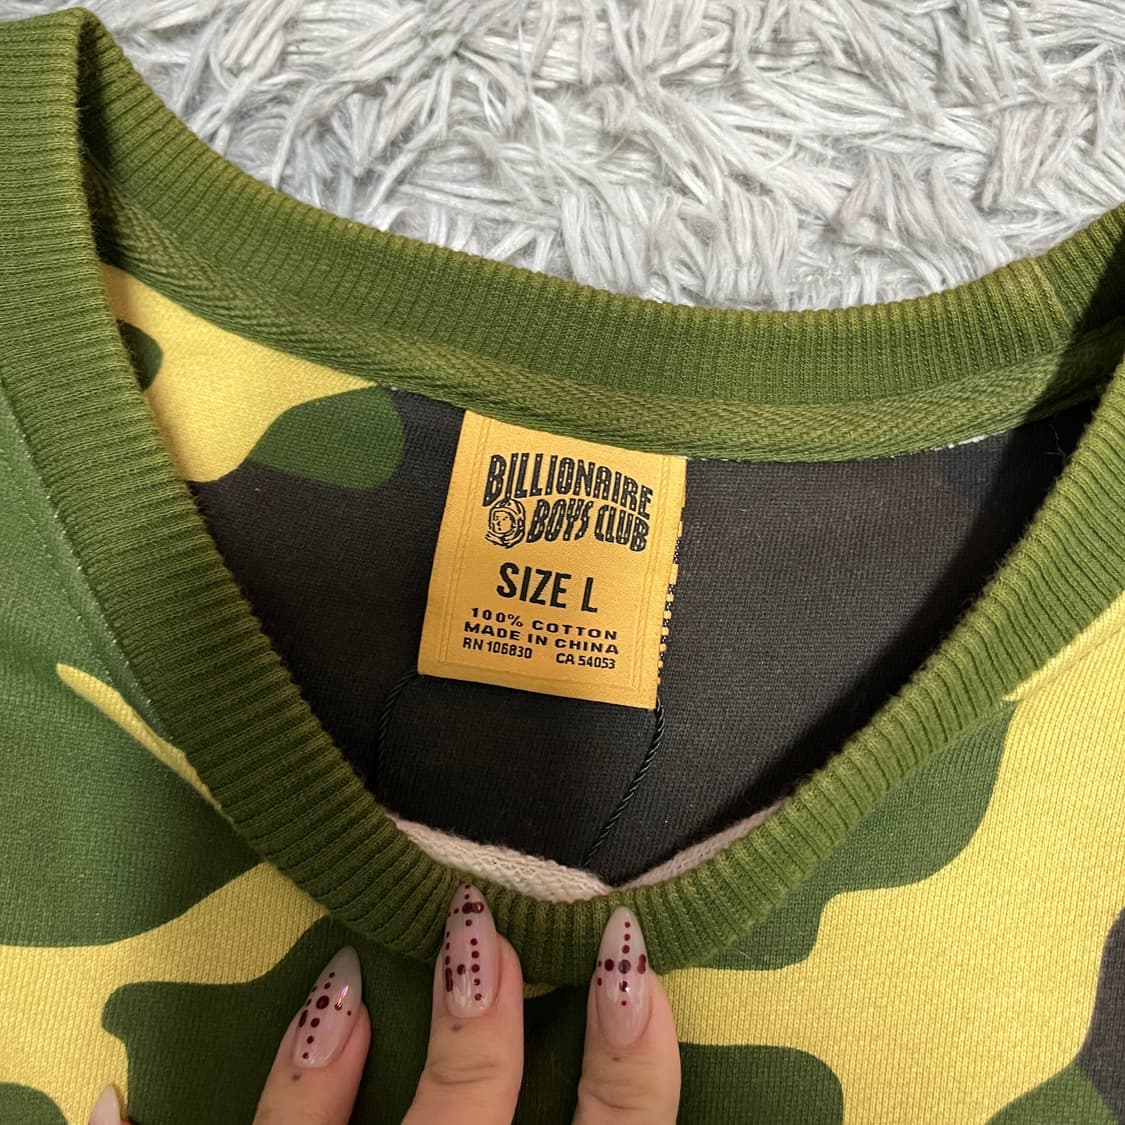 BILLIONAIRE
BOYS CLUB
SIZE L
100% COTTON
MADE IN CHINA
RN 106830 CA 54053